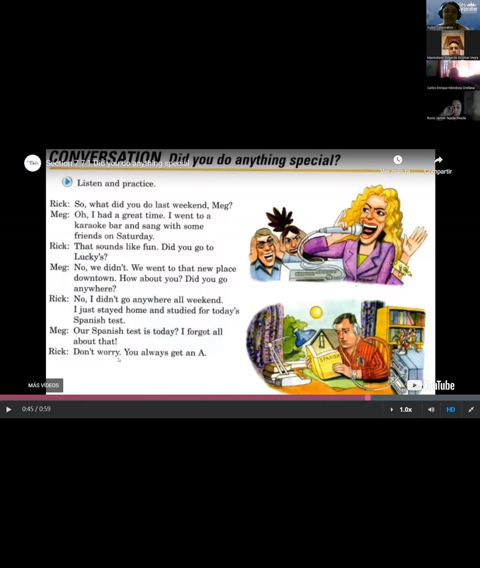 CONVERSATION Did you do anything special?
Section 7.7.1 Did you do anything special
Compartir
Listen and practice.
Rick: So, what did you do last weekend, Meg?
Meg: Oh, I had a great time. I went to a
karaoke bar and sang with some
friends on Saturday.
Rick: That sounds like fun. Did you go to
Lucky's?
Meg: No, we didn't. We went to that new place
downtown. How about you? Did you go
anywhere?
Rick: No, I didn't go anywhere all weekend.
I just stayed home and studied for today's
Spanish test.
Meg: Our Spanish test is today? I forgot all
about that!
Rick: Don't worry. You always get an A.
SPANISH
MÁS VÍDEOS
YouTube
0:45 / 0:59
1.0x
HD